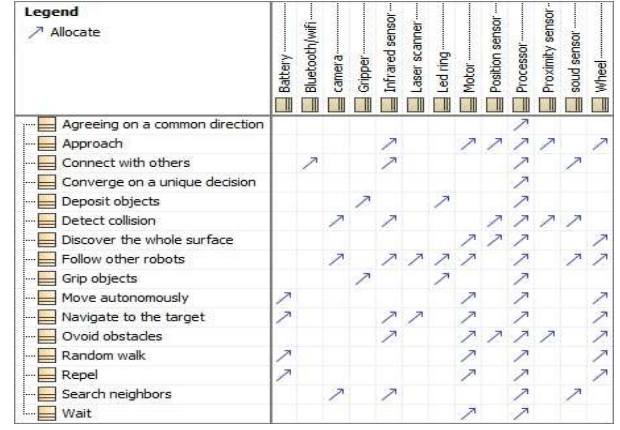 Legend
Allocate
Battery
Bluetooth/wifi
camera
Gripper
Infrared sensor
Laser scanner
Led ring
Motor
Position sensor
Processor
Proximity sensor
soud sensor
Wheel
Agreeing on a common direction
Approach
Connect with others
Converge on a unique decision
Deposit objects
Detect collision
Discover the whole surface
Follow other robots
Grip objects
Move autonomously
Navigate to the target
Ovoid obstacles
Random walk
Repel
Search neighbors
Wait